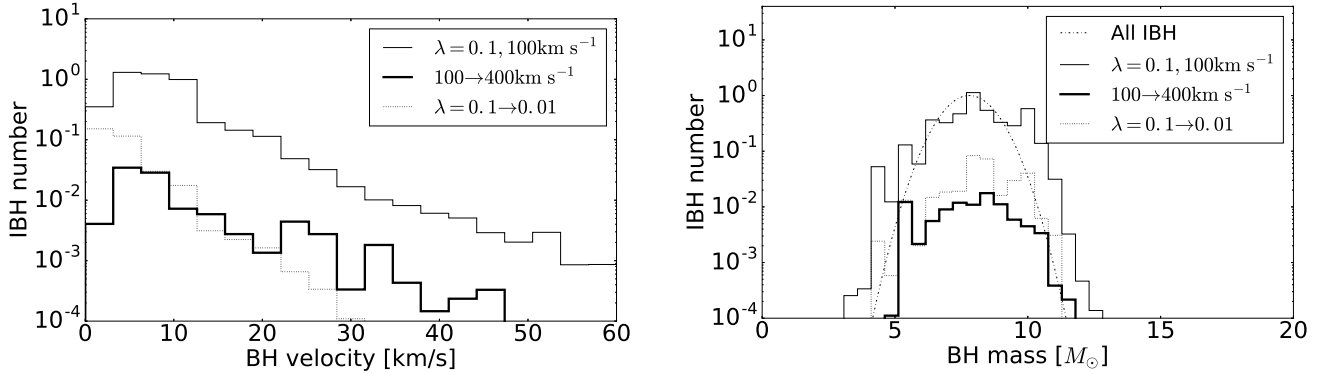 10^1
10^0
10^-1
10^-2
10^-3
10^-4
IBH number
0 10 20 30 40 50 60
BH velocity [km/s]
λ = 0.1, 100km s^-1
100→400km s^-1
λ = 0.1→0.01
10^1
10^0
10^-1
10^-2
10^-3
10^-4
IBH number
0 5 10 15 20
BH mass [M_⊙]
All IBH
λ = 0.1, 100km s^-1
100→400km s^-1
λ = 0.1→0.01